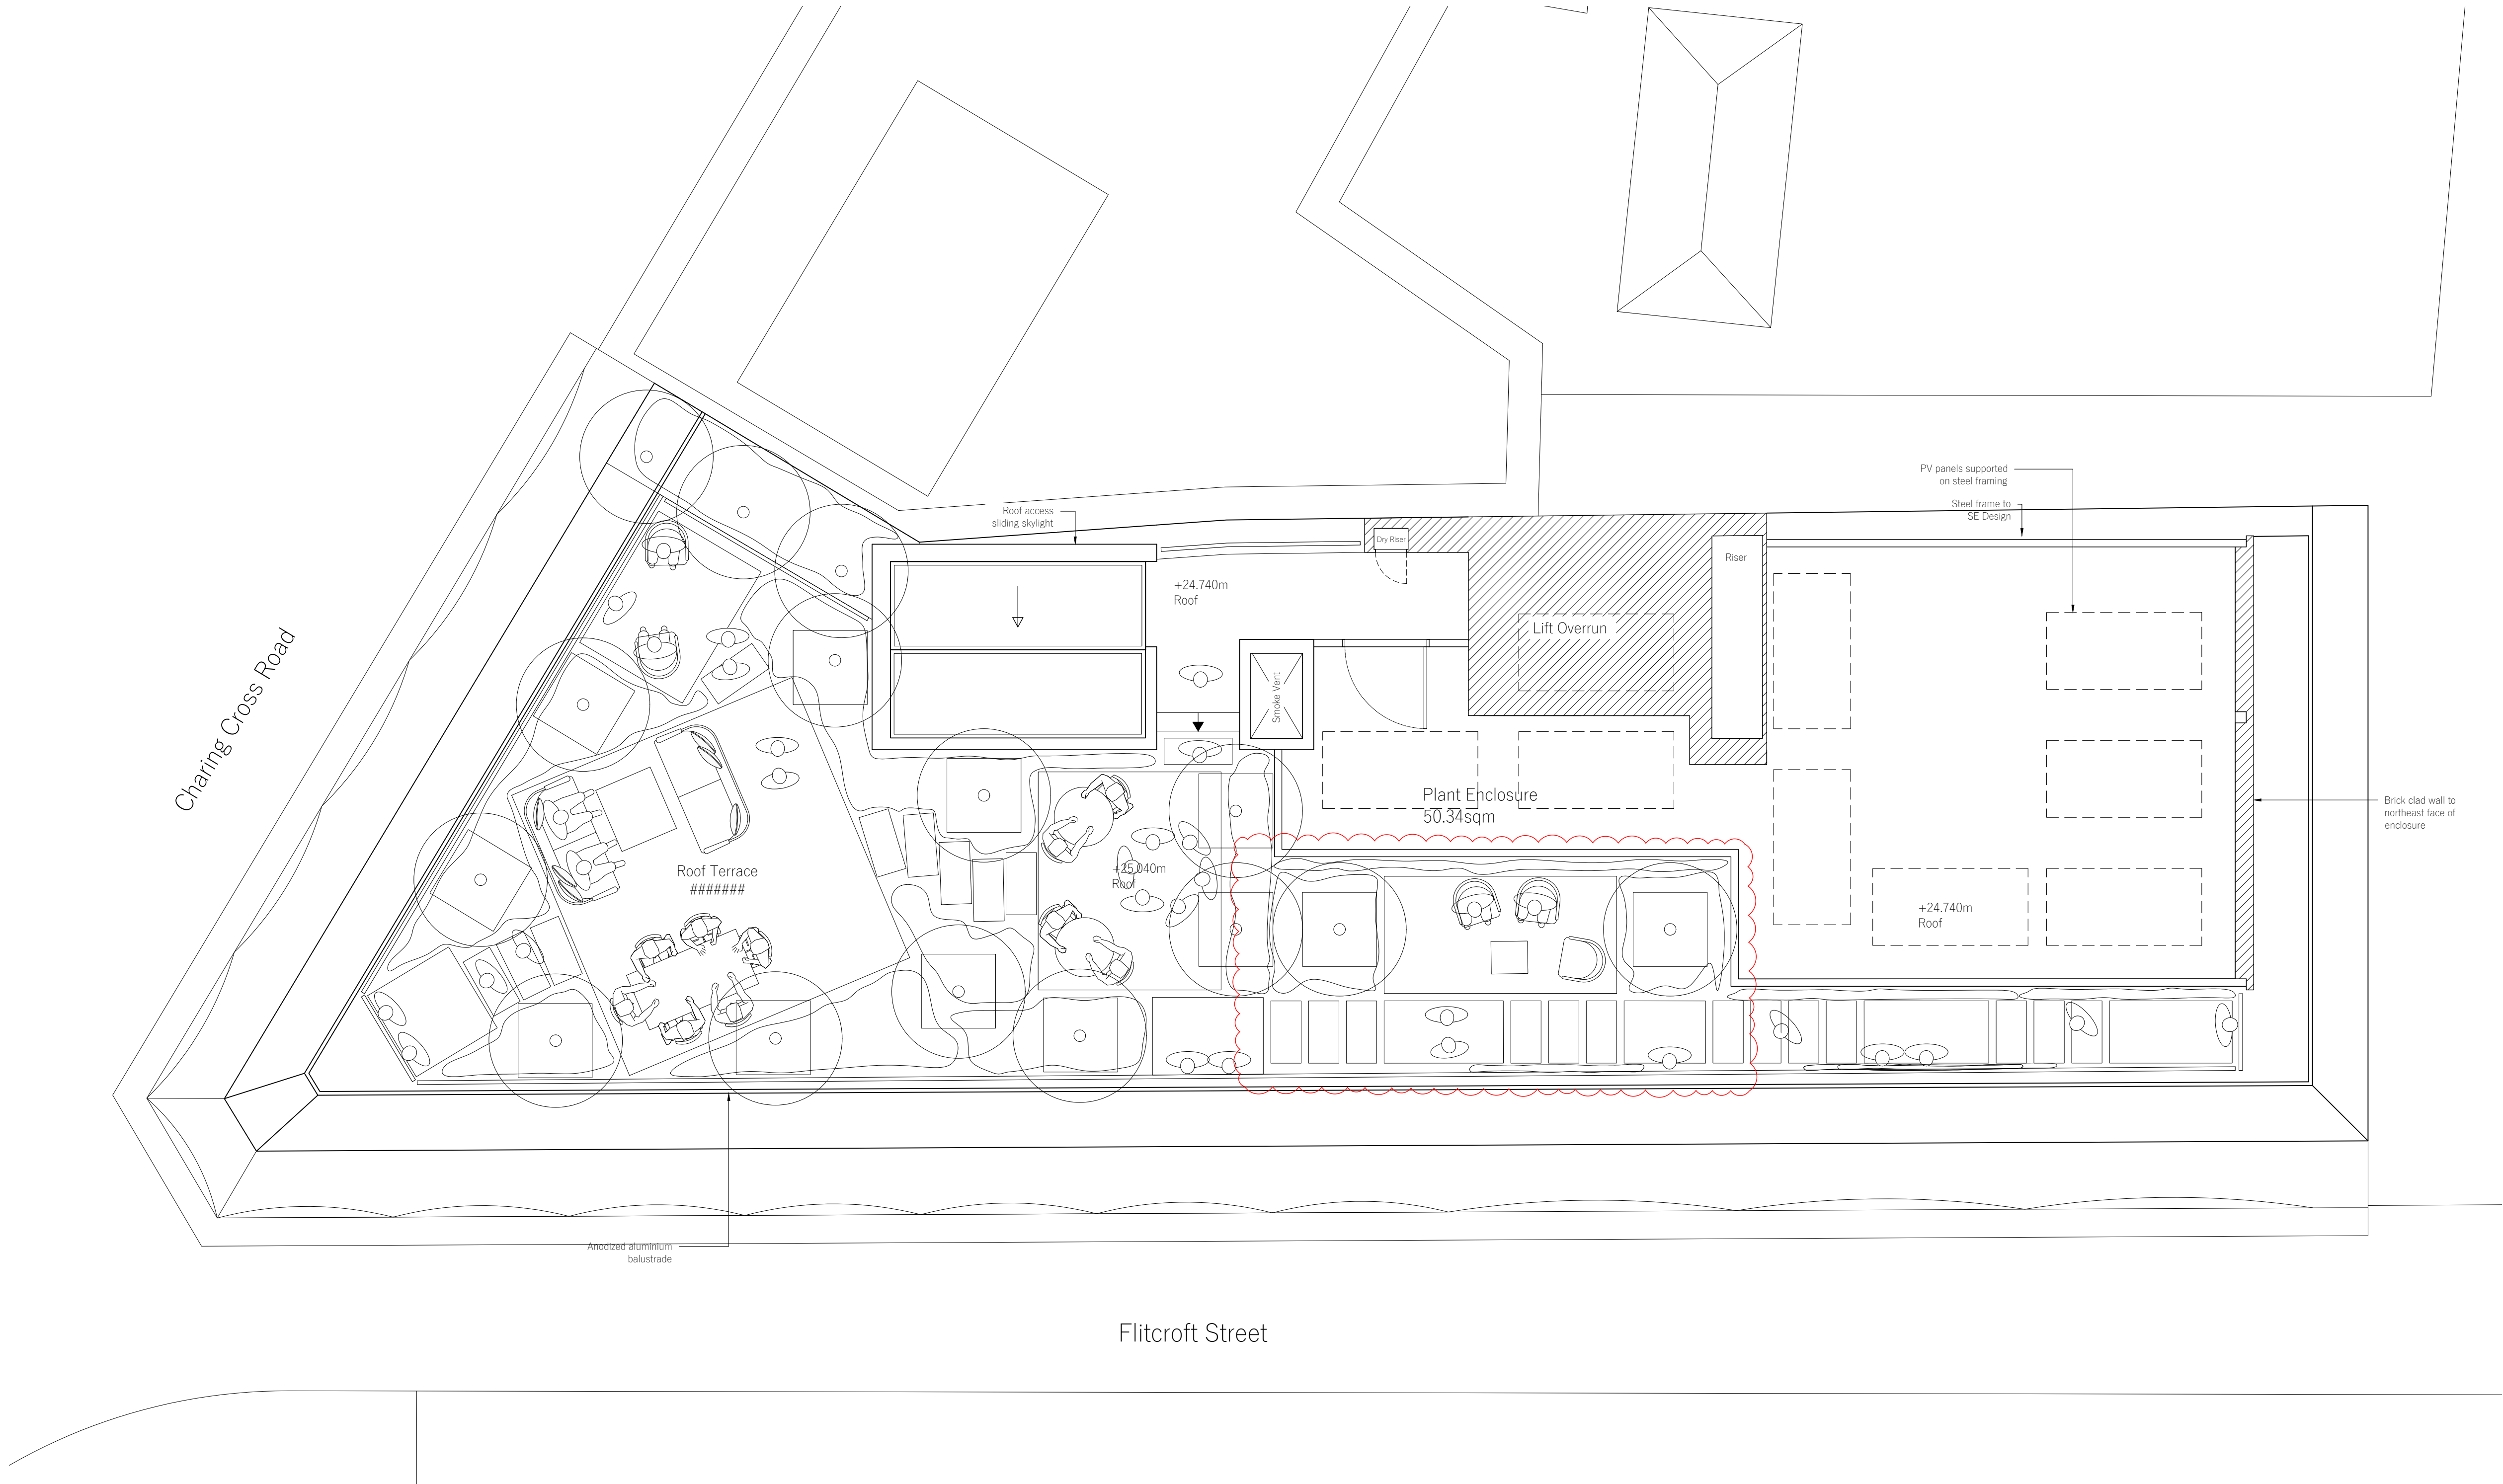 PV panels supported
on steel framing
Steel frame to
SE Design
Roof access
sliding skylight
Dry Riser
Riser
+24.740m
Roof
Lift Overrun
Smoke Vent
Charing Cross Road
Plant Enclosure
50.34sqm
Brick clad wall to
northeast face of
enclosure
Roof Terrace
#######
+25.040m
Roof
+24.740m
Roof
Anodized aluminium
balustrade
Flitcroft Street